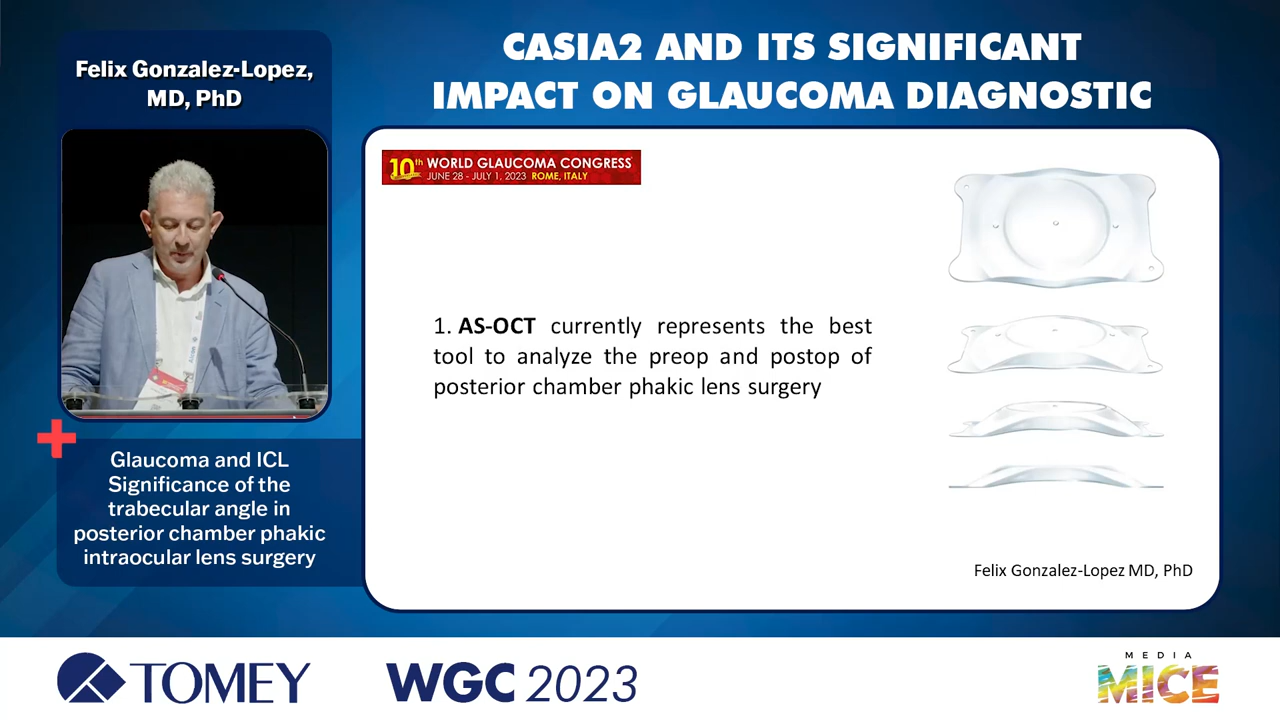 Felix Gonzalez-Lopez,
MD, PhD
CASIA2 AND ITS SIGNIFICANT
IMPACT ON GLAUCOMA DIAGNOSTIC
10th WORLD GLAUCOMA CONGRESS
JUNE 28 - JULY 1, 2023 ROME, ITALY
1. AS-OCT currently represents the best
tool to analyze the preop and postop of
posterior chamber phakic lens surgery
Felix Gonzalez-Lopez MD, PhD
Glaucoma and ICL
Significance of the
trabecular angle in
posterior chamber phakic
intraocular lens surgery
TOMEY
WGC 2023
MEDIA
MICE